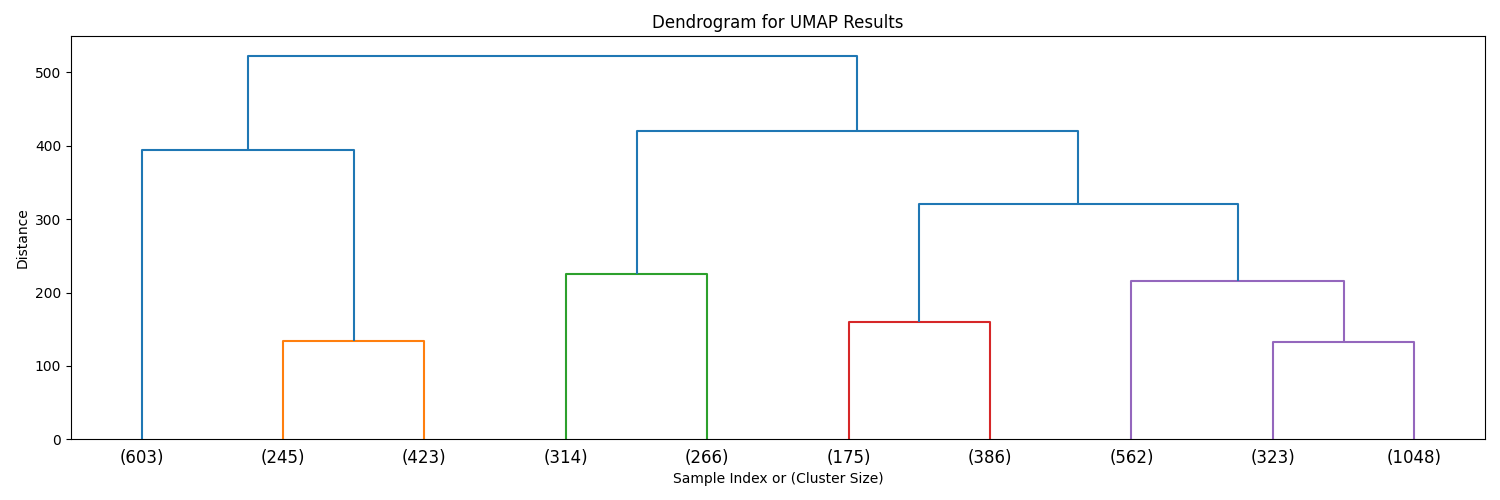 Dendrogram for UMAP Results
500
400
300
200
100
0
Distance
(603) (245) (423) (314) (266) (175) (386) (562) (323) (1048)
Sample Index or (Cluster Size)